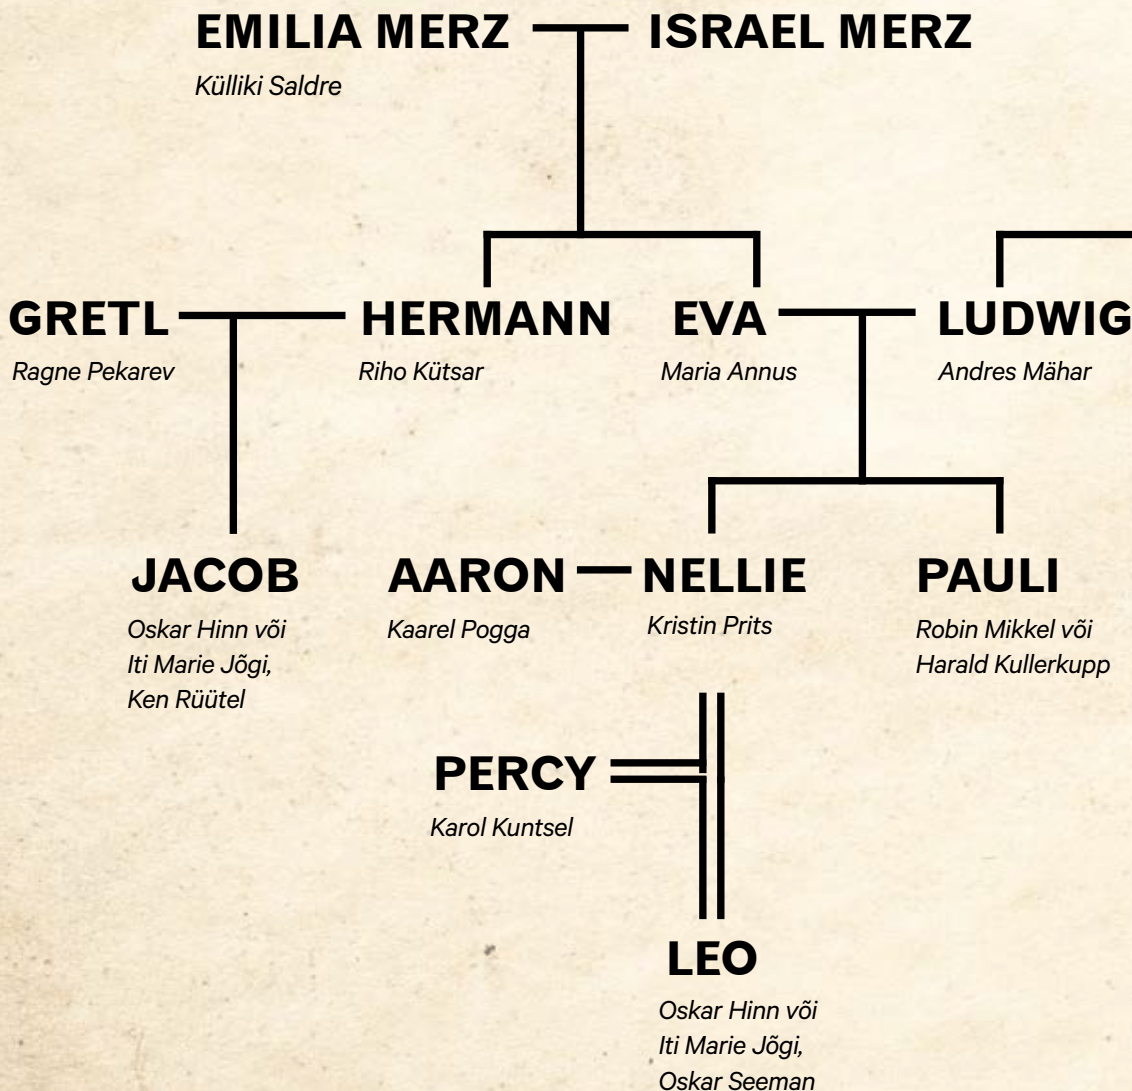 EMILIA MERZ ISRAEL MERZ
Külliki Saldre
GRETL HERMANN EVA LUDWIG
Ragne Pekarev Riho Kütsar Maria Annus Andres Mähar
JACOB AARON NELLIE PAULI
Oskar Hinn või Kaarel Pogga Kristin Prits Robin Mikkel või
Iti Marie Jõgi, Harald Kullerkupp
Ken Rüütel
PERCY
Karol Kuntsel
LEO
Oskar Hinn või
Iti Marie Jõgi,
Oskar Seeman